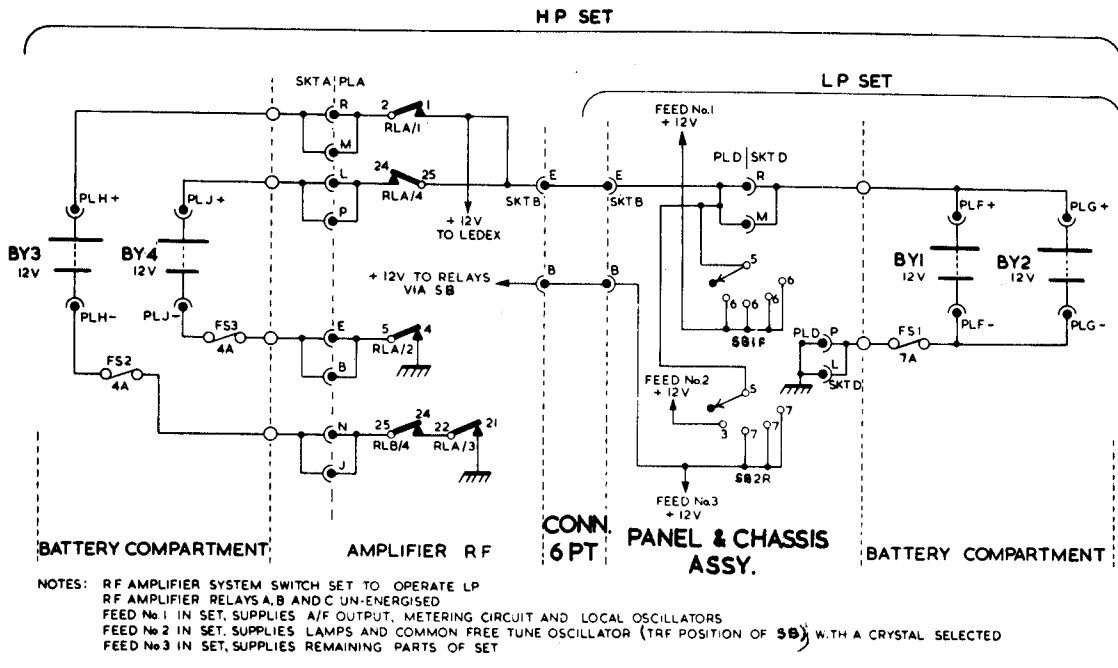 HP SET
LP SET
SKTA PLA
R
2
1
RLA/1
M
L
24
25
RLA/4
P
+ 12V
TO LEDEX
E
SKTB
E
SKTB
FEED No.1
+ 12V
PLD SKTD
R
M
PLH+
PLJ+
BY3
12V
BY4
12V
PLH-
PLJ-
+ 12V TO RELAYS
VIA SB
B
B
5
6
6
6
6
SB1F
PLF+
PLG+
BY1
12V
BY2
12V
PLF-
PLG-
FS3
4A
FS2
4A
E
5
4
RLA/2
B
PLD
P
L
SKTD
FS1
7A
FEED No.2
+ 12V
5
3
7
7
7
SB2R
N
25
24
22
21
RLB/4
RLA/3
J
FEED No.3
+ 12V
BATTERY COMPARTMENT
AMPLIFIER RF
CONN.
6 PT
PANEL & CHASSIS
ASSY.
BATTERY COMPARTMENT
NOTES: RF AMPLIFIER SYSTEM SWITCH SET TO OPERATE LP
RF AMPLIFIER RELAYS A, B AND C UN-ENERGISED
FEED No.1 IN SET, SUPPLIES A/F OUTPUT, METERING CIRCUIT AND LOCAL OSCILLATORS
FEED No.2 IN SET, SUPPLIES LAMPS AND COMMON FREE TUNE OSCILLATOR (TRF POSITION OF SB) WITH A CRYSTAL SELECTED
FEED No.3 IN SET, SUPPLIES REMAINING PARTS OF SET